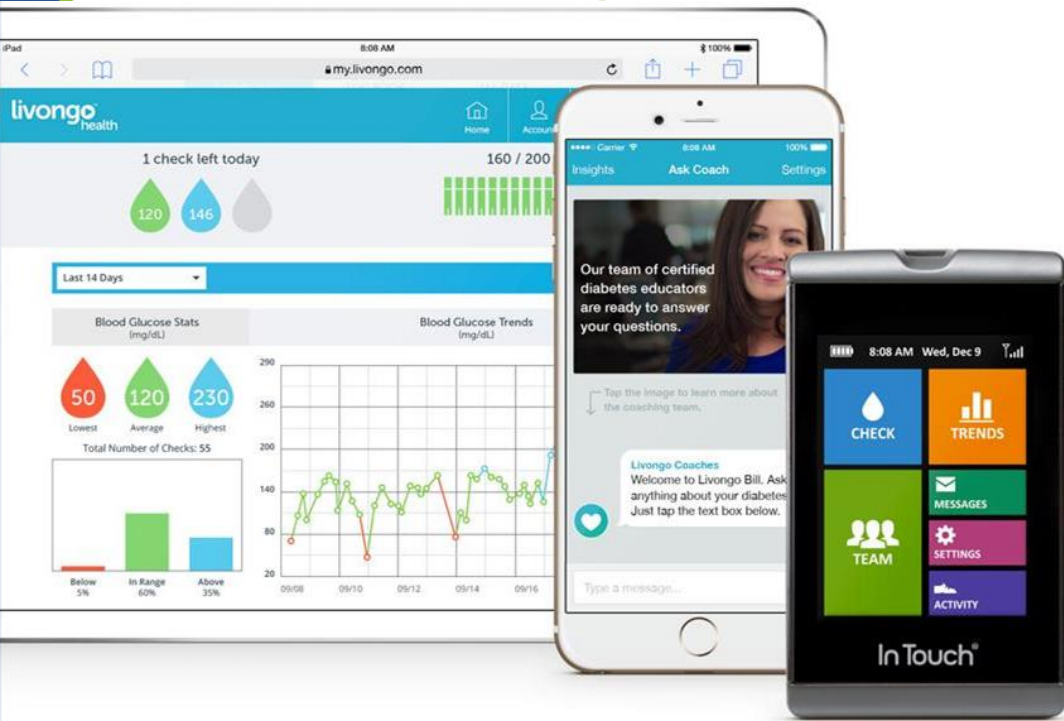 iPad
8:08 AM
100%
my.livongo.com
livongo
health
Home
Account
1 check left today
160 / 200
120
146
Last 14 Days
Blood Glucose Stats
(mg/dL)
50
120
230
Lowest
Average
Highest
Total Number of Checks: 55
Below
5%
In Range
60%
Above
35%
Blood Glucose Trends
(mg/dL)
290
260
200
140
80
20
09/08
09/10
09/12
09/14
09/16
Carrier
8:08 AM
100%
Insights
Ask Coach
Settings
Our team of certified
diabetes educators
are ready to answer
your questions.
Tap the image to learn more about
the coaching team.
Livongo Coaches
Welcome to Livongo Bill. Ask
anything about your diabetes
Just tap the text box below.
Type a message...
8:08 AM Wed, Dec 9
CHECK
TRENDS
TEAM
MESSAGES
SETTINGS
ACTIVITY
In Touch®